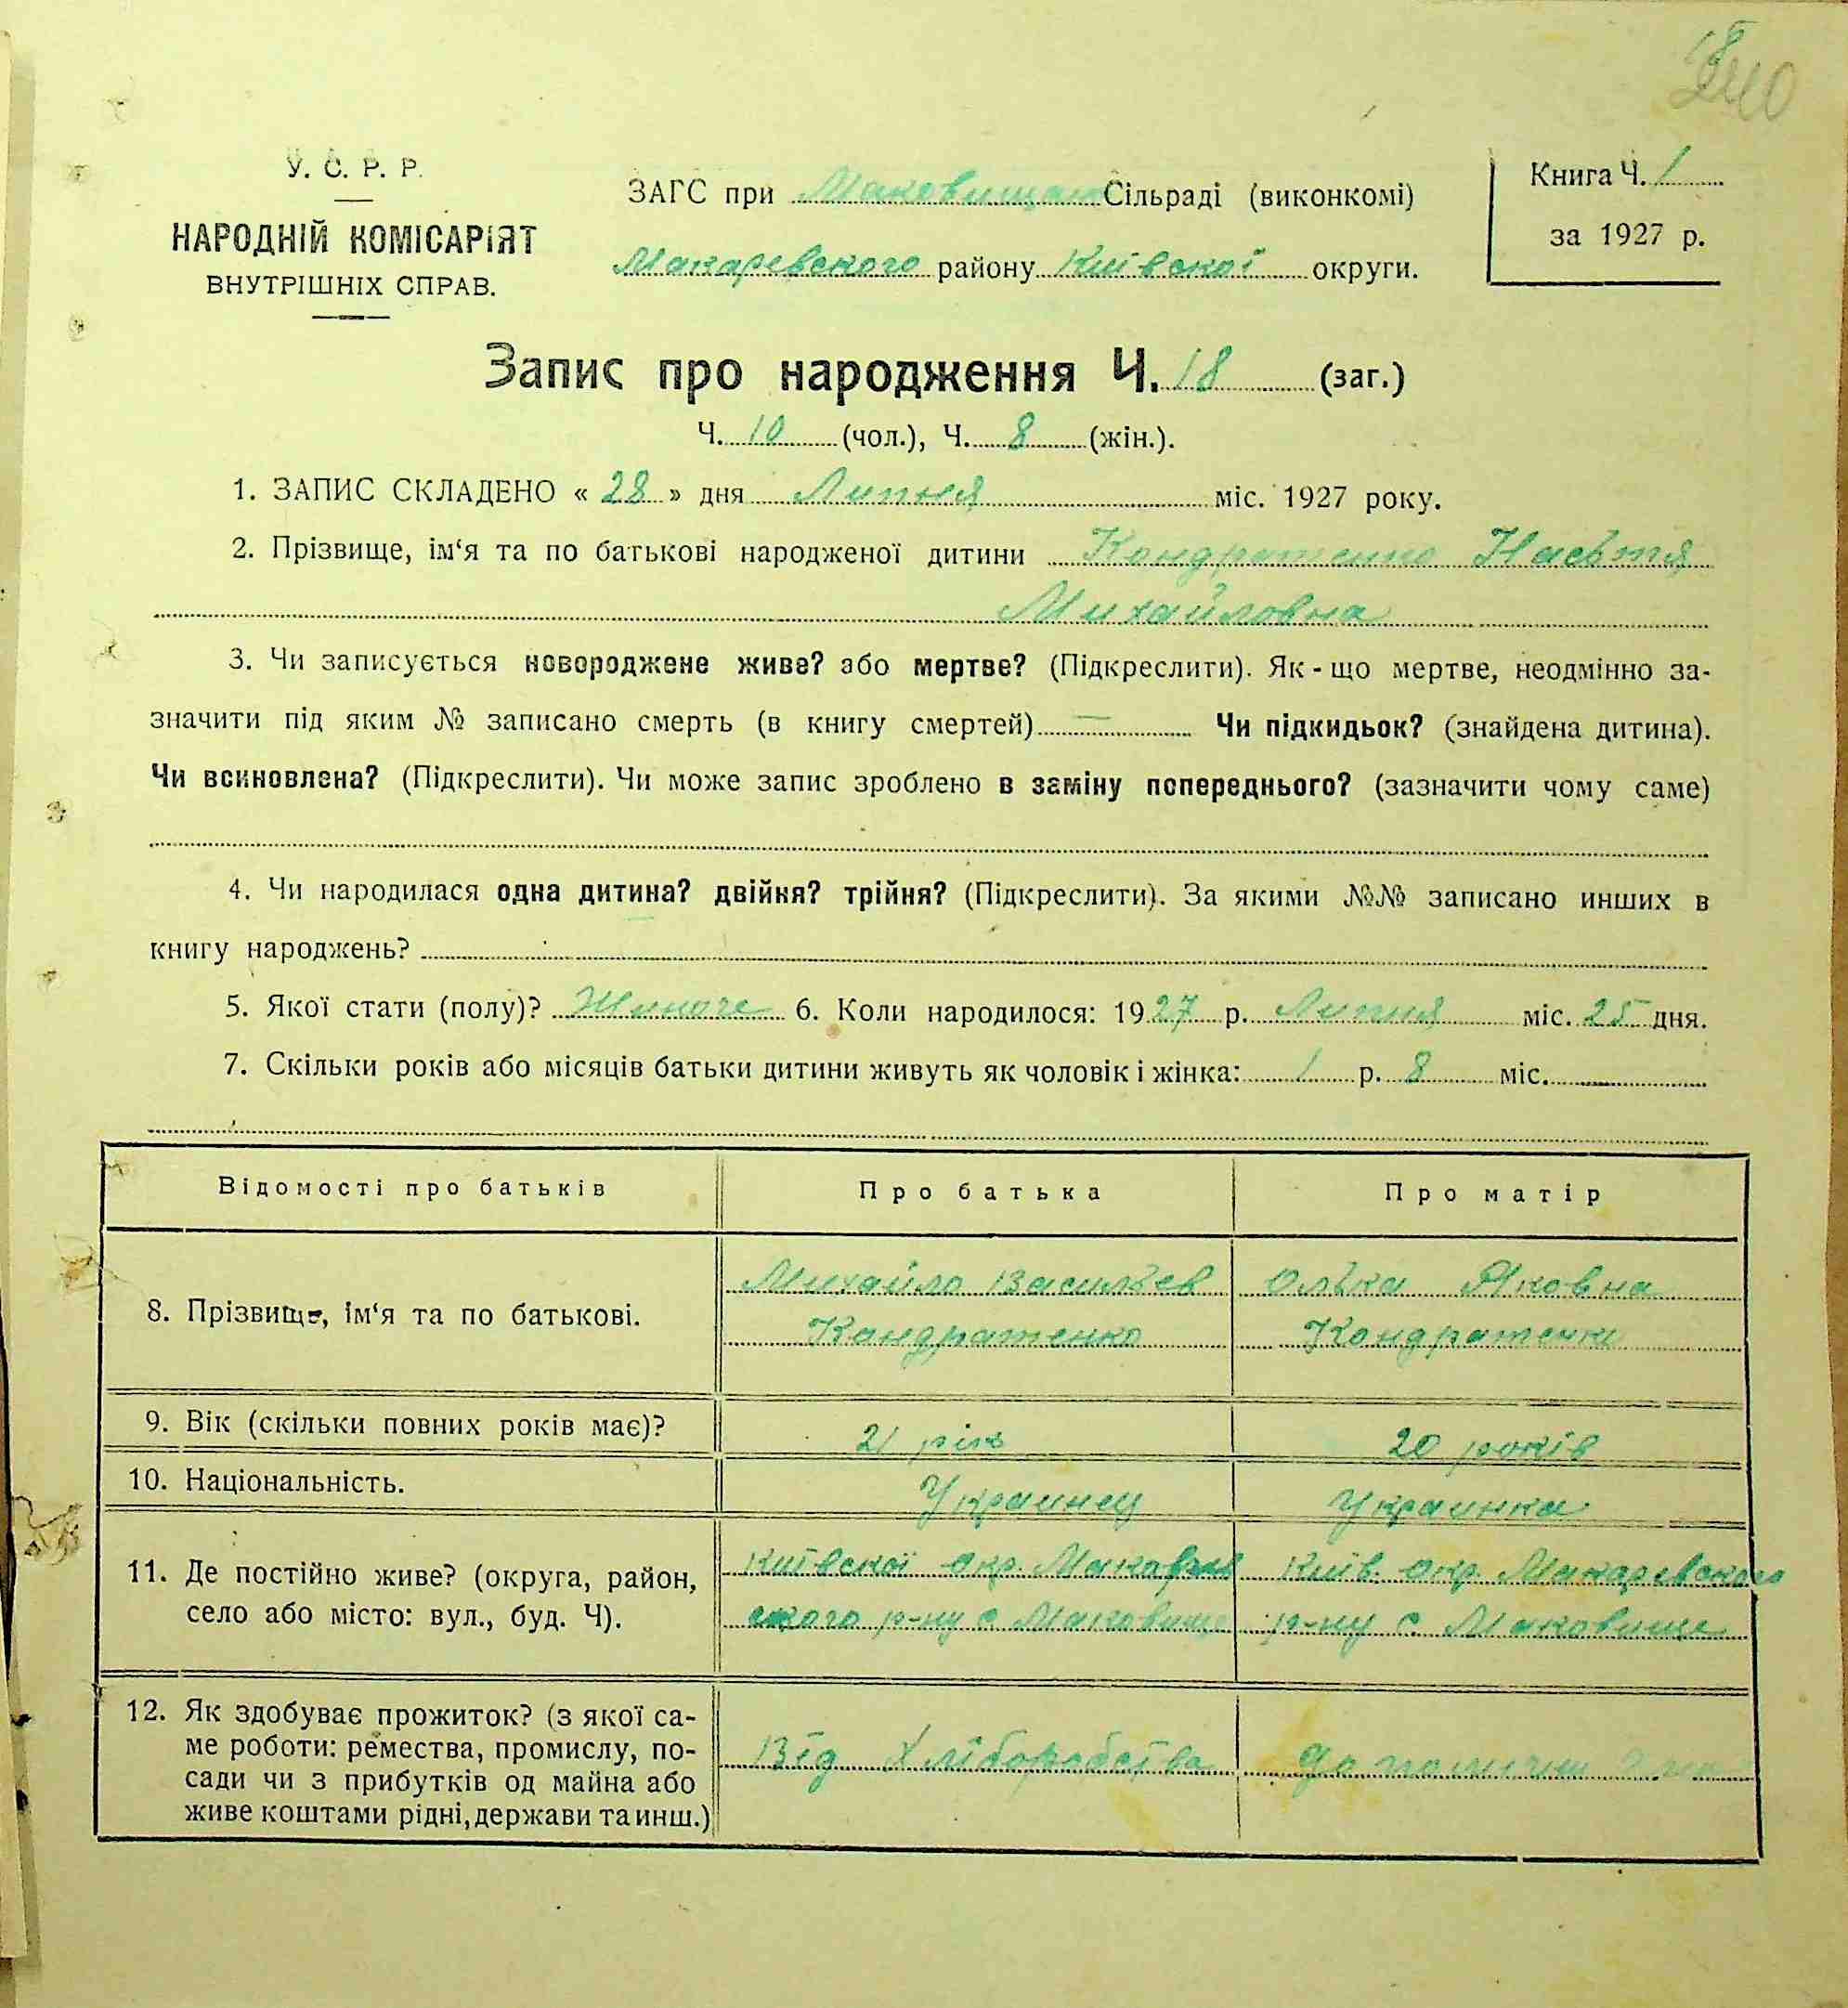 У. С. Р. Р.
НАРОДНІЙ КОМІСАРІЯТ
ВНУТРІШНІХ СПРАВ.
ЗАГС при Маковищан Сільраді (виконкомі)
Макаревского району Київскої округи.
Книга Ч. 1
за 1927 р.
Запис про народження Ч. 18 (заг.)
Ч. 10 (чол.), Ч. 8 (жін.).
1. ЗАПИС СКЛАДЕНО « 28 » дня Липня міс. 1927 року.
2. Прізвище, ім‘я та по батькові народженої дитини Кондратенко Насьтя
Михайловна
3. Чи записується новороджене живе? або мертве? (Підкреслити). Як-що мертве, неодмінно за-
значити під яким № записано смерть (в книгу смертей) — Чи підкидьок? (знайдена дитина).
Чи всиновлена? (Підкреслити). Чи може запис зроблено в заміну попереднього? (зазначити чому саме)
4. Чи народилася одна дитина? двійня? трійня? (Підкреслити). За якими №№ записано инших в
книгу народжень?
5. Якої стати (полу)? Жиноче 6. Коли народилося: 1927 р. Липня міс. 25 дня.
7. Скільки років або місяців батьки дитини живуть як чоловік і жінка: 1 р. 8 міс.
Відомості про батьків Про батька Про матір
8. Прізвище, ім‘я та по батькові.
Михайло Васильев
Кондратенко
Олька Яковна
Кондратенко
9. Вік (скільки повних років має)? 21 рік 20 років
10. Національність. Украинец Украинка
11. Де постійно живе? (округа, район,
село або місто: вул., буд. Ч).
Київскої окр. Макарев
ского р-ну с Маковище
Київ. окр. Макаревского
р-ну с. Маковище
12. Як здобуває прожиток? (з якої са-
ме роботи: ремества, промислу, по-
сади чи з прибутків од майна або
живе коштами рідні, держави та инш.)
Від Хліборобства